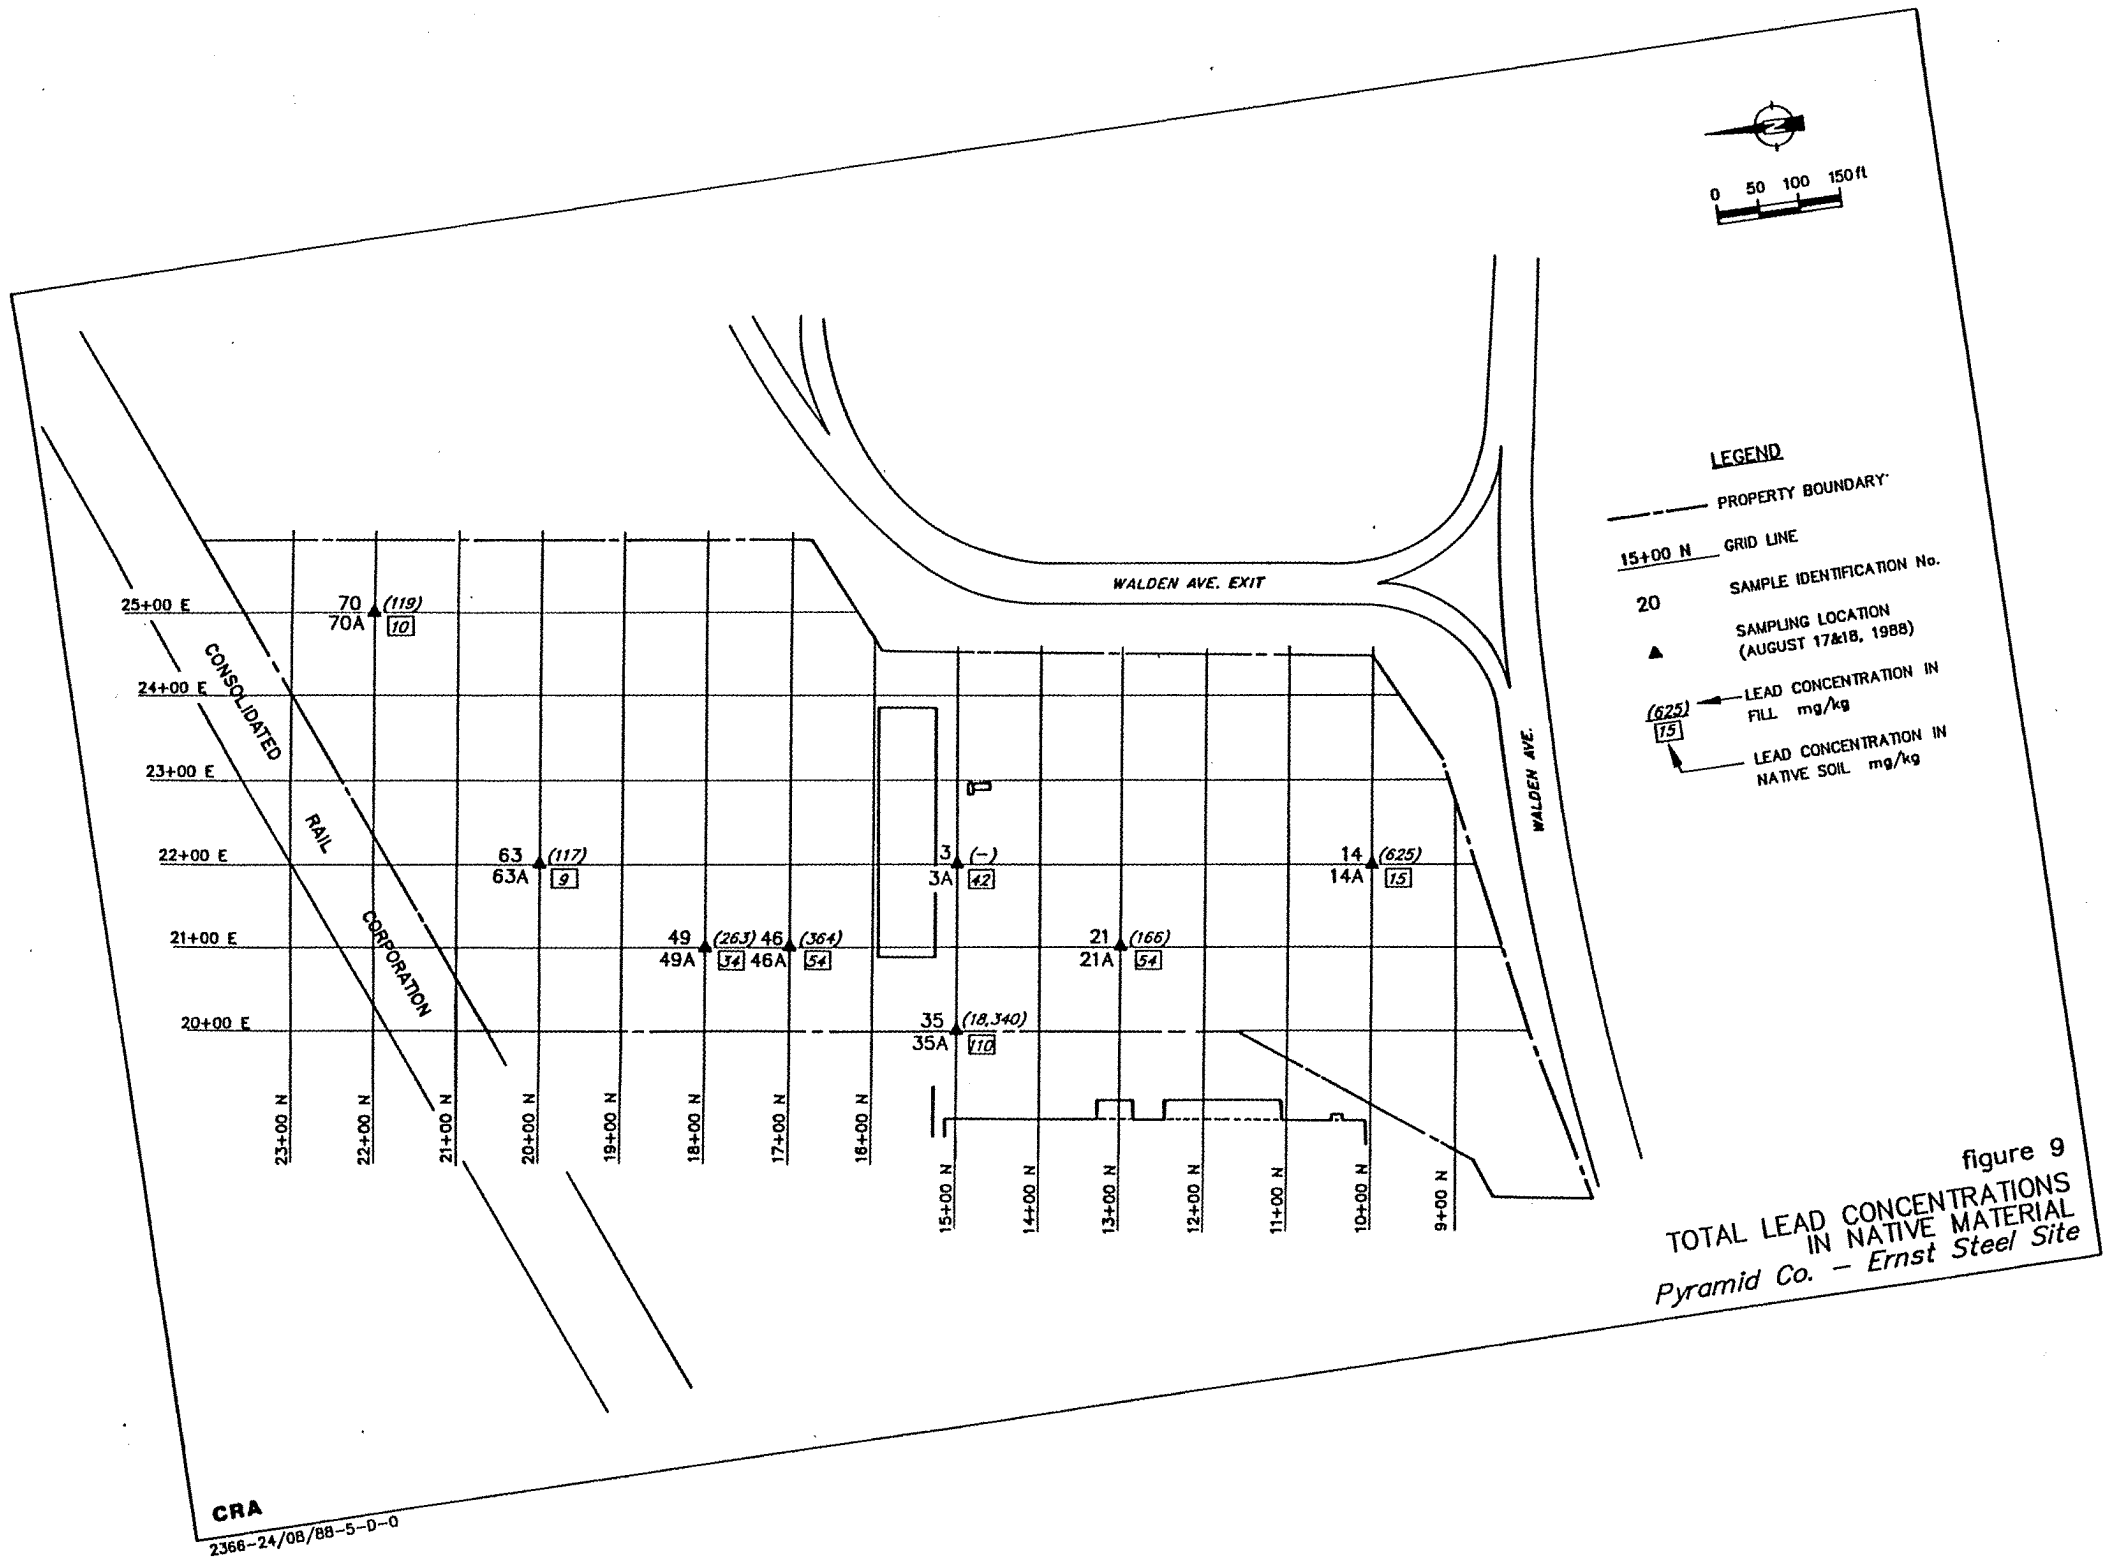 0 50 100 150ft
LEGEND
PROPERTY BOUNDARY
15+00 N GRID LINE
20 SAMPLE IDENTIFICATION No.
SAMPLING LOCATION
(AUGUST 17&18, 1988)
(625) LEAD CONCENTRATION IN
FILL mg/kg
15 LEAD CONCENTRATION IN
NATIVE SOIL mg/kg
WALDEN AVE. EXIT
WALDEN AVE.
CONSOLIDATED
RAIL
CORPORATION
25+00 E
24+00 E
23+00 E
22+00 E
21+00 E
20+00 E
70 (119)
70A 10
63 (117)
63A 9
3 (-)
3A 42
14 (625)
14A 15
49 (263)
49A 34
46 (364)
46A 54
21 (166)
21A 54
35 (18,340)
35A 110
23+00 N
22+00 N
21+00 N
20+00 N
19+00 N
18+00 N
17+00 N
16+00 N
15+00 N
14+00 N
13+00 N
12+00 N
11+00 N
10+00 N
9+00 N
figure 9
TOTAL LEAD CONCENTRATIONS
IN NATIVE MATERIAL
Pyramid Co. - Ernst Steel Site
CRA
2366-24/08/88-5-D-0